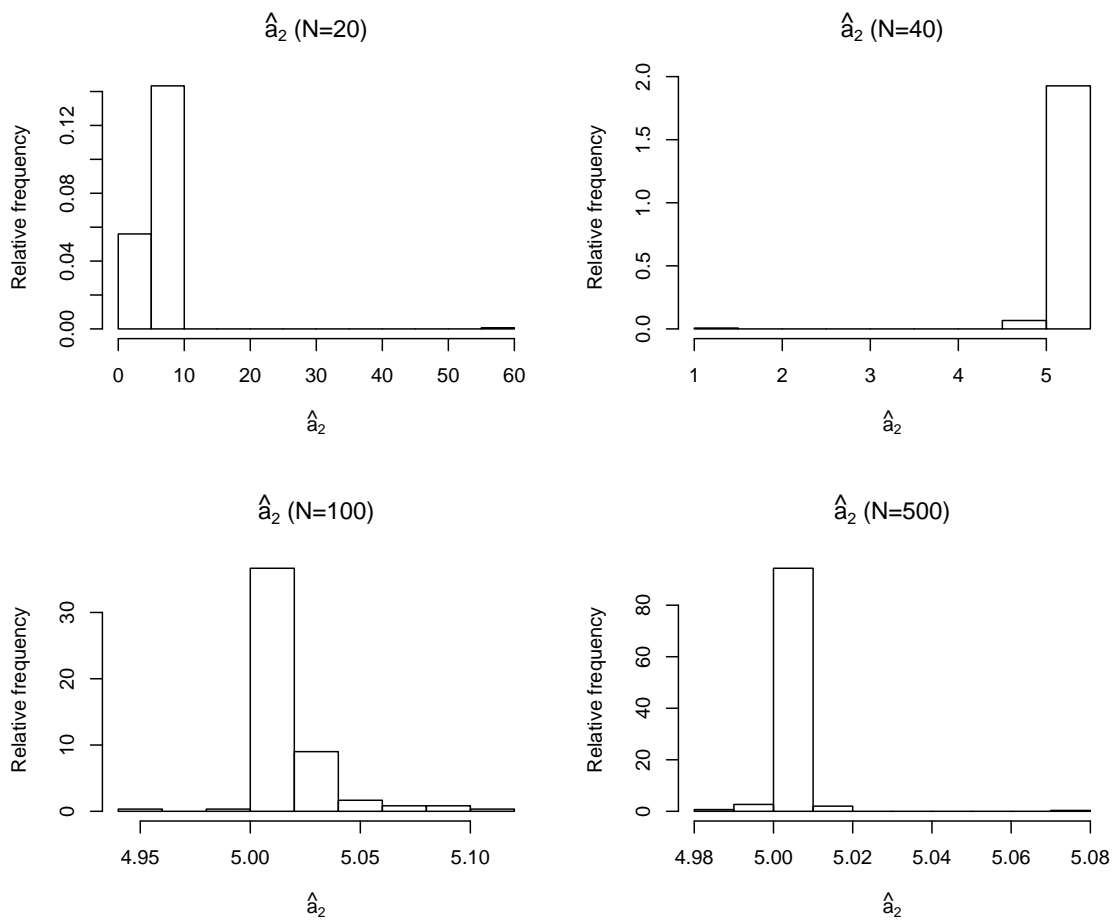 â₂ (N=20)
Relative frequency
0.00 0.04 0.08 0.12
0 10 20 30 40 50 60
â₂
â₂ (N=40)
Relative frequency
0.0 0.5 1.0 1.5 2.0
1 2 3 4 5
â₂
â₂ (N=100)
Relative frequency
0 10 20 30
4.95 5.00 5.05 5.10
â₂
â₂ (N=500)
Relative frequency
0 20 40 60 80
4.98 5.00 5.02 5.04 5.06 5.08
â₂